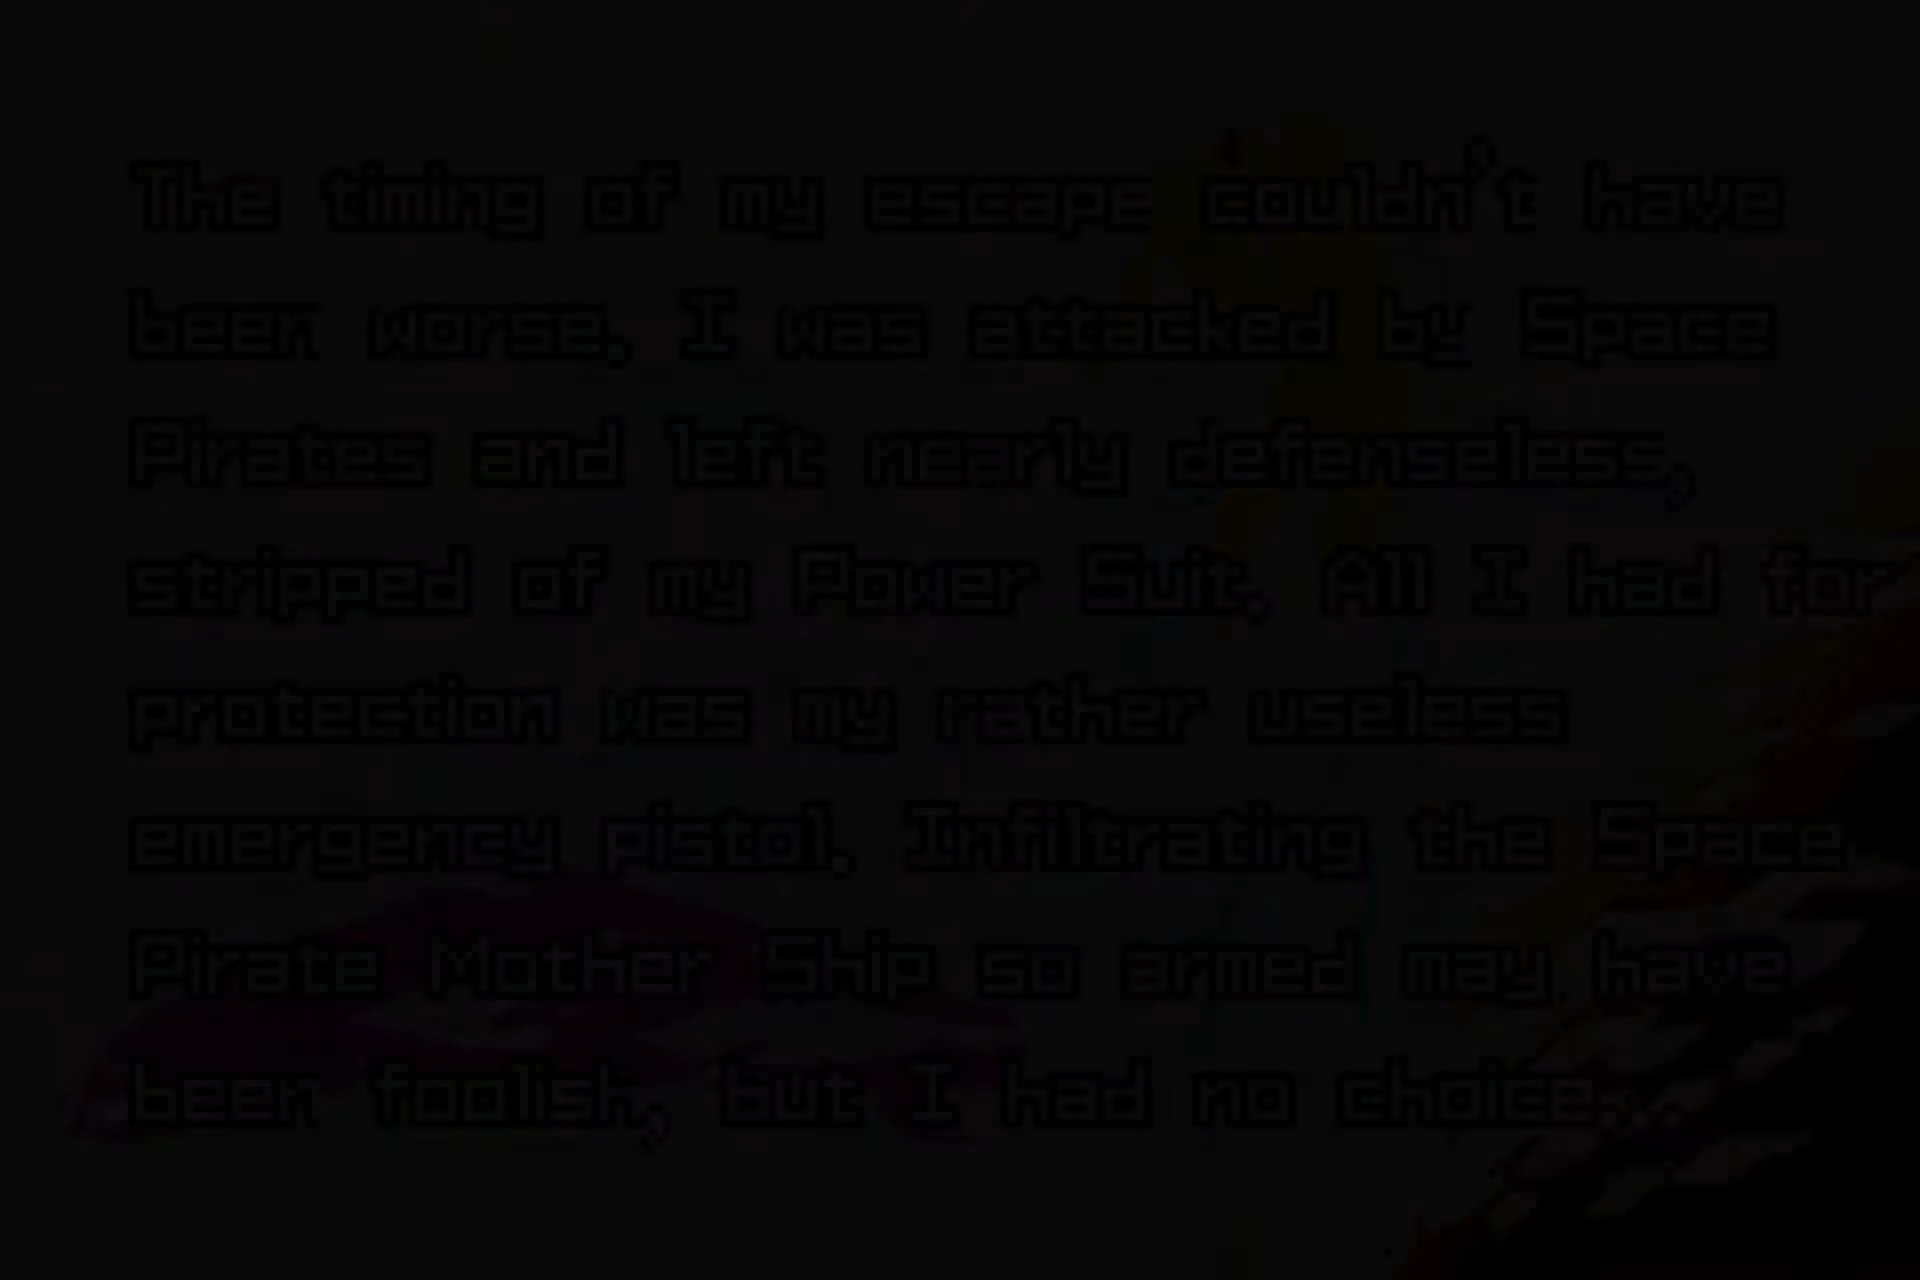 The timing of my escape couldn't have
been worse. I was attacked by Space
Pirates and left nearly defenseless,
stripped of my Power Suit. All I had for
protection was my rather useless
emergency pistol. Infiltrating the Space
Pirate Mother Ship so armed may have
been foolish, but I had no choice...